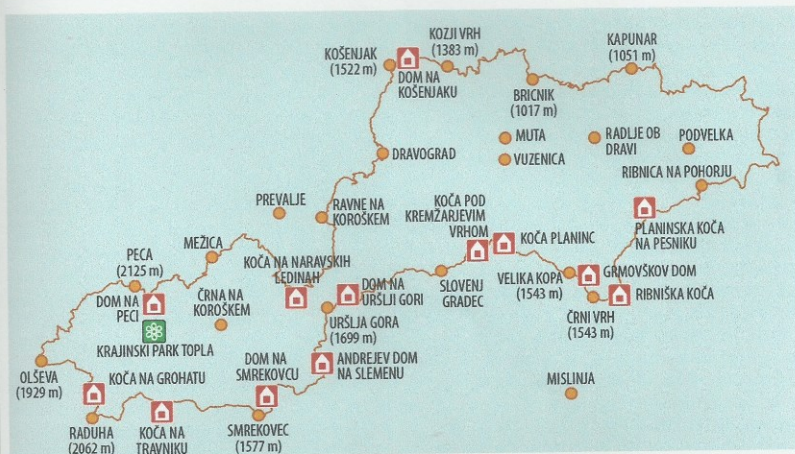 KOZJI VRH
(1383 m)
KOŠENJAK
(1522 m)
DOM NA
KOŠENJAKU
KAPUNAR
(1051 m)
BRICNIK
(1017 m)
MUTA
VUZENICA
RADLJE OB
DRAVI
PODVELKA
DRAVOGRAD
RIBNICA NA POHORJU
PREVALJE
RAVNE NA
KOROŠKEM
KOČA POD
KREMŽARJEVIM
VRHOM
KOČA PLANINC
PLANINSKA KOČA
NA PESNIKU
MEŽICA
PECA
(2125 m)
KOČA NA NARAVSKIH
LEDINAH
DOM NA
PECI
ČRNA NA
KOROŠKEM
DOM NA
URŠLJI GORI
SLOVENJ
GRADEC
VELIKA KOPA
(1543 m)
GRMOVŠKOV DOM
RIBNIŠKA KOČA
ČRNI VRH
(1543 m)
URŠLJA GORA
(1699 m)
KRAJINSKI PARK TOPLA
OLŠEVA
(1929 m)
KOČA NA GROHATU
DOM NA
SMREKOVCU
ANDREJEV DOM
NA SLEMENU
MISLINJA
RADUHA
(2062 m)
KOČA NA
TRAVNIKU
SMREKOVEC
(1577 m)